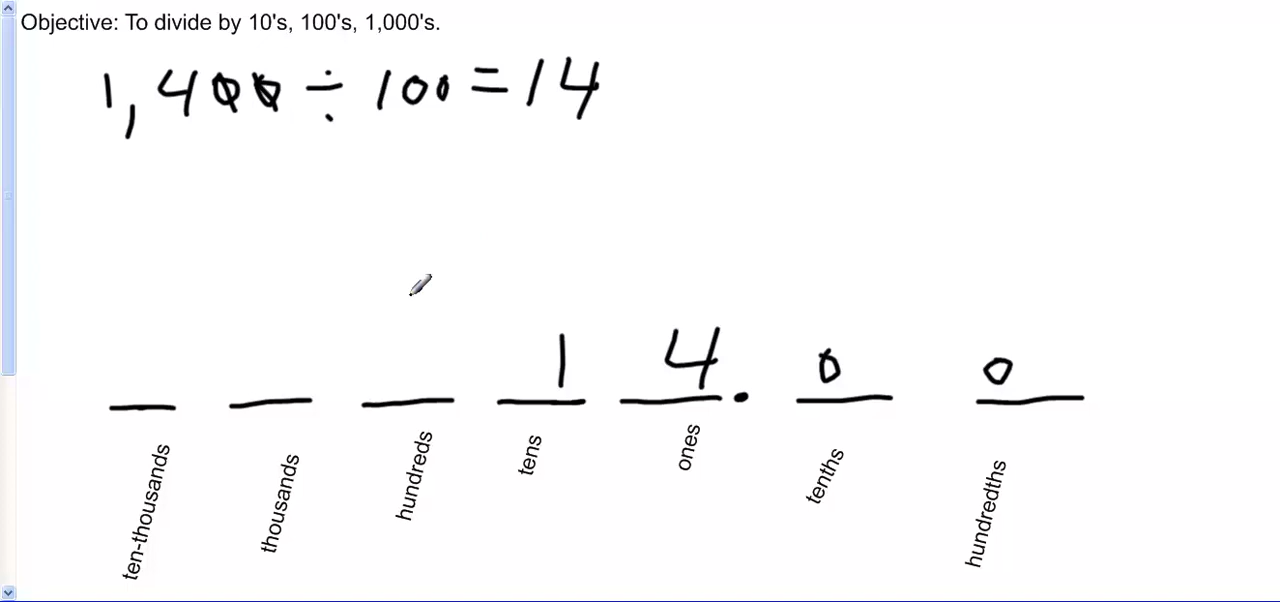 Objective: To divide by 10's, 100's, 1,000's.
1,400 ÷ 100 = 14
1 4 . 0 0
ten-thousands thousands hundreds tens ones tenths hundredths